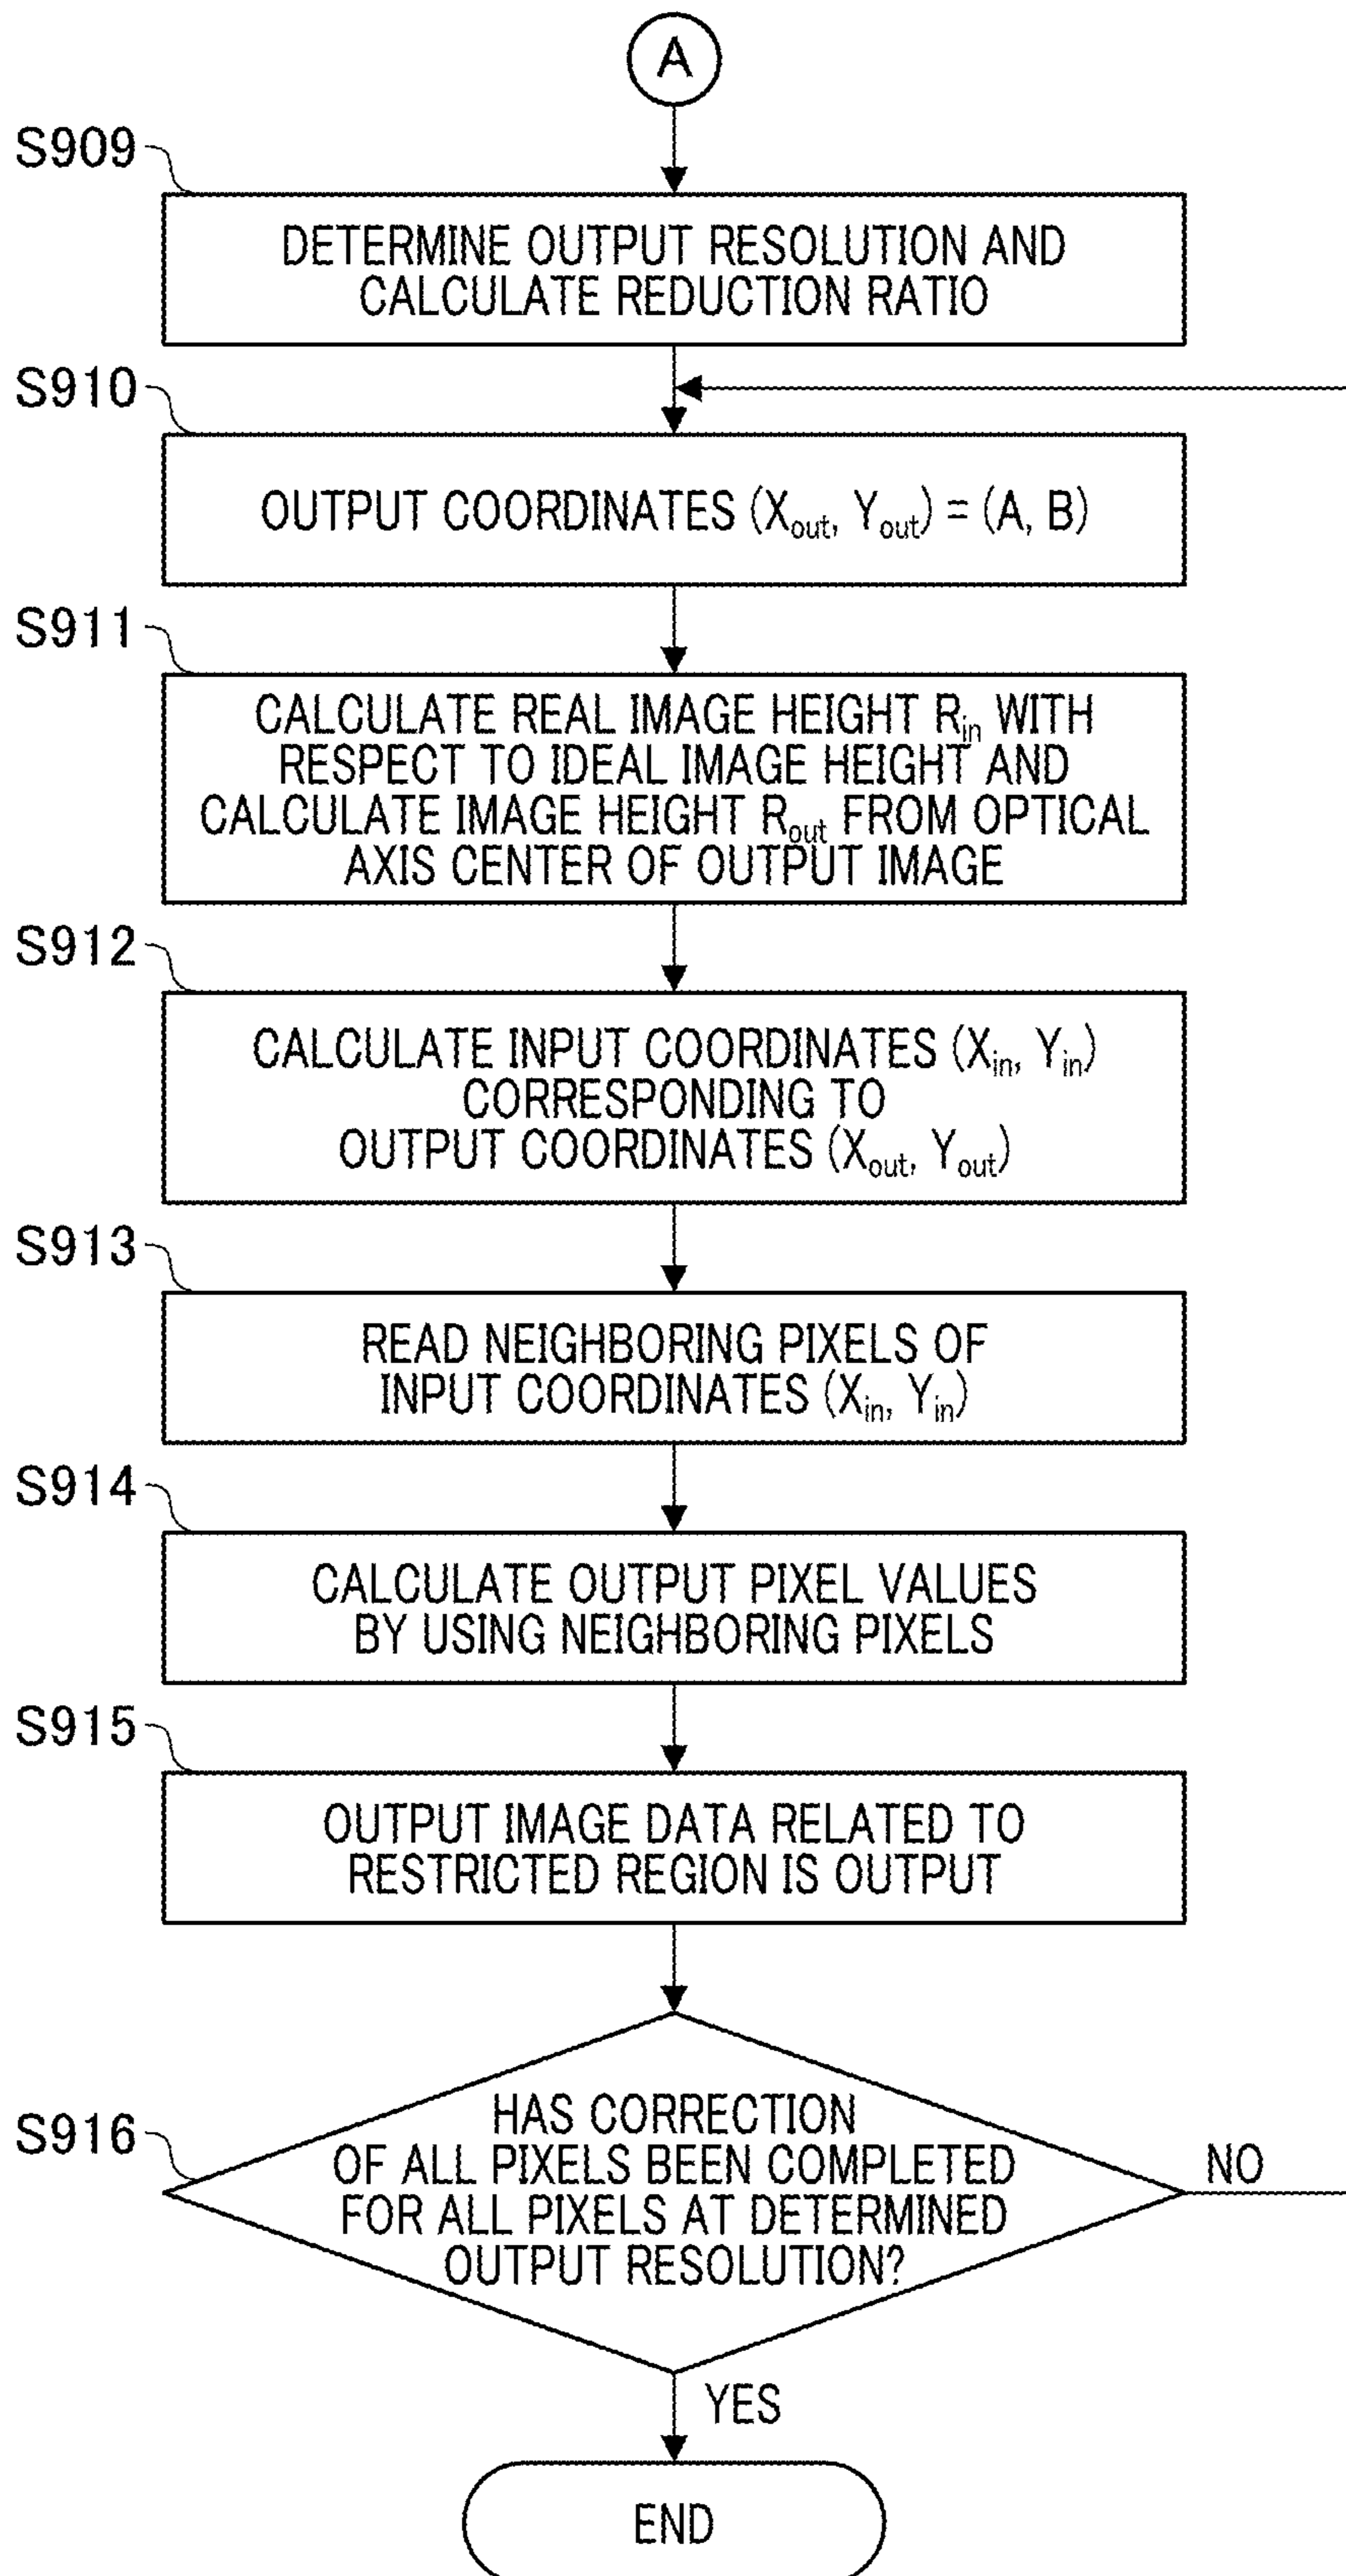 A
S909
DETERMINE OUTPUT RESOLUTION AND
CALCULATE REDUCTION RATIO
S910
OUTPUT COORDINATES (Xout, Yout) = (A, B)
S911
CALCULATE REAL IMAGE HEIGHT Rin WITH
RESPECT TO IDEAL IMAGE HEIGHT AND
CALCULATE IMAGE HEIGHT Rout FROM OPTICAL
AXIS CENTER OF OUTPUT IMAGE
S912
CALCULATE INPUT COORDINATES (Xin, Yin)
CORRESPONDING TO
OUTPUT COORDINATES (Xout, Yout)
S913
READ NEIGHBORING PIXELS OF
INPUT COORDINATES (Xin, Yin)
S914
CALCULATE OUTPUT PIXEL VALUES
BY USING NEIGHBORING PIXELS
S915
OUTPUT IMAGE DATA RELATED TO
RESTRICTED REGION IS OUTPUT
S916
HAS CORRECTION
OF ALL PIXELS BEEN COMPLETED
FOR ALL PIXELS AT DETERMINED
OUTPUT RESOLUTION?
NO
YES
END